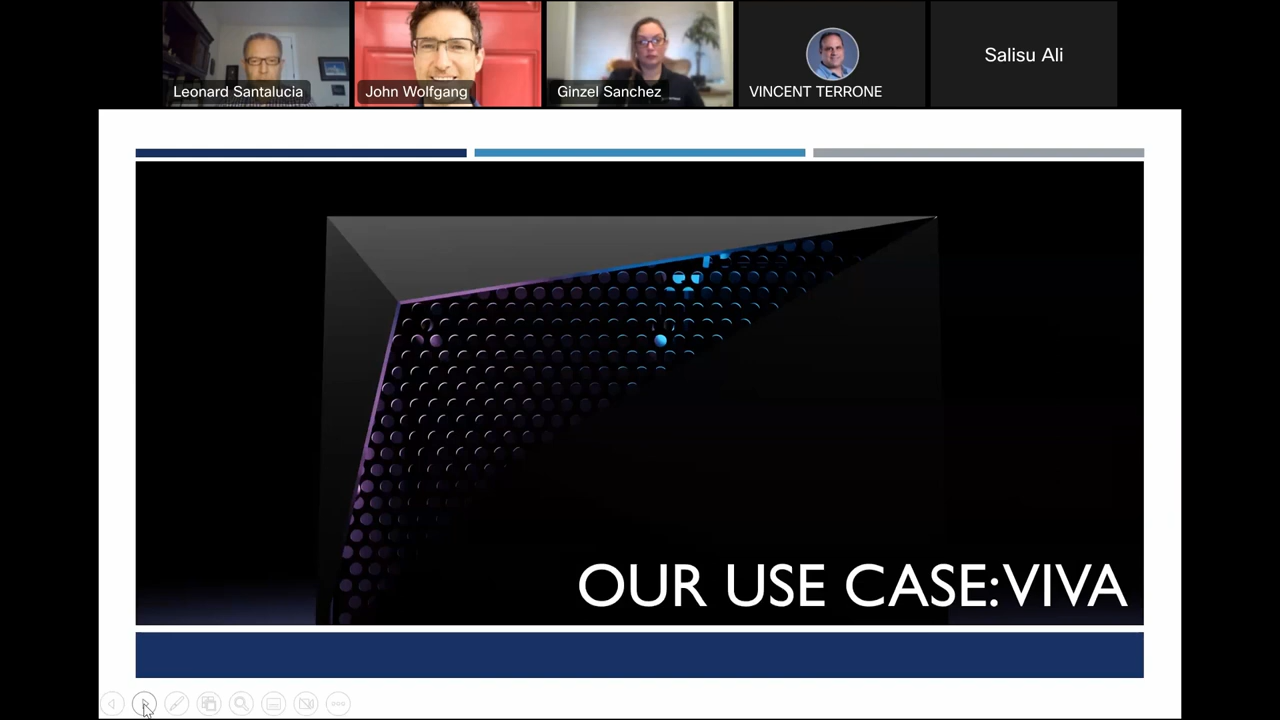 Leonard Santalucia
John Wolfgang
Ginzel Sanchez
VINCENT TERRONE
Salisu Ali
OUR USE CASE:VIVA